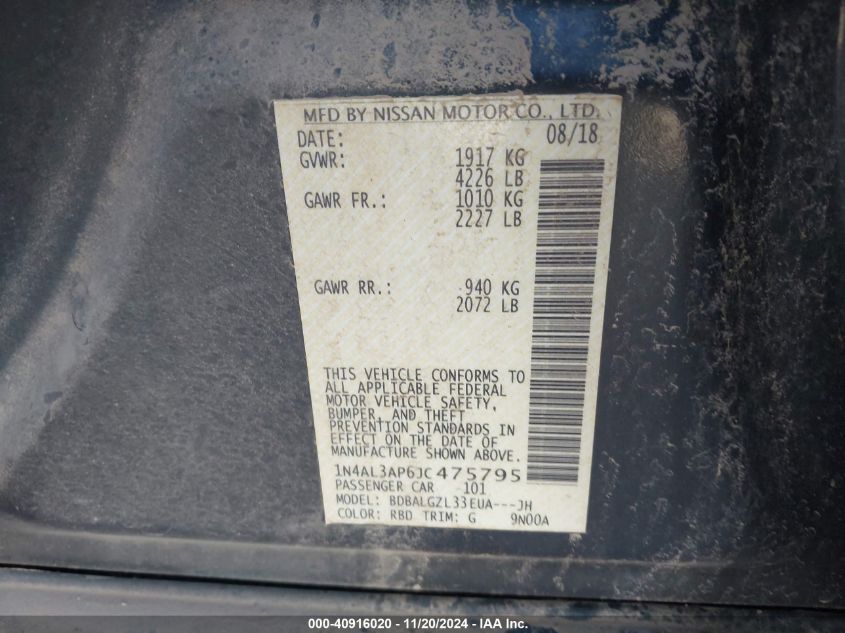 MFD BY NISSAN MOTOR CO., LTD.
DATE: 08/18
GVWR: 1917 KG
4226 LB
GAWR FR.: 1010 KG
2227 LB
GAWR RR.: 940 KG
2072 LB
THIS VEHICLE CONFORMS TO
ALL APPLICABLE FEDERAL
MOTOR VEHICLE SAFETY,
BUMPER, AND THEFT
PREVENTION STANDARDS IN
EFFECT ON THE DATE OF
MANUFACTURE SHOWN ABOVE.
1N4AL3AP6JC475795
PASSENGER CAR 101
MODEL: BDBALGZL33EUA---JH
COLOR: RBD TRIM: G 9N00A
000-40916020 - 11/20/2024 - IAA Inc.